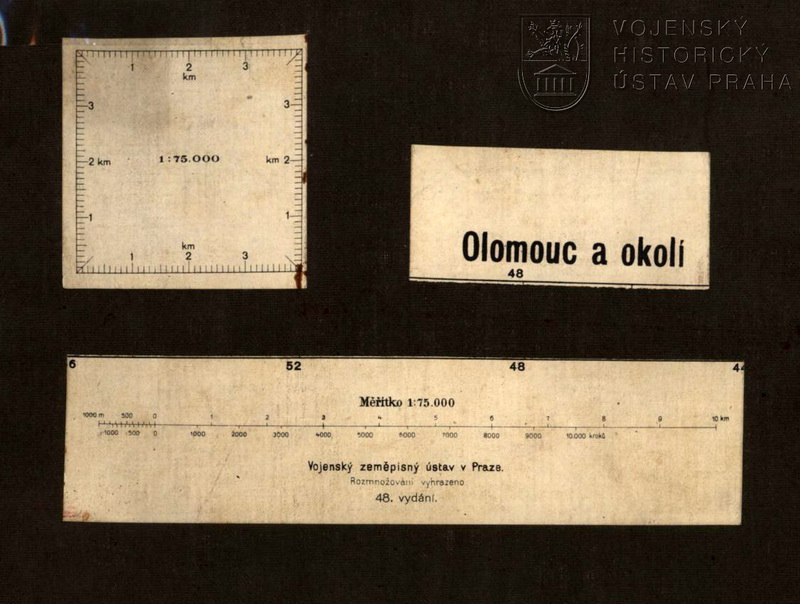 VOJENSKÝ
HISTORICKÝ
ÚSTAV PRAHA
1 2 3
km
3 3
2 km 1:75.000 km 2
1 1
km
1 2 3
Olomouc a okolí
48
6 52 48 44
Měřítko 1:75.000
1000 m 500 0 1 2 3 4 5 6 7 8 9 10 km
1000 500 0 1000 2000 3000 4000 5000 6000 7000 8000 9000 10.000 kroků
Vojenský zeměpisný ústav v Praze.
Rozmnožování vyhrazeno
48. vydání.